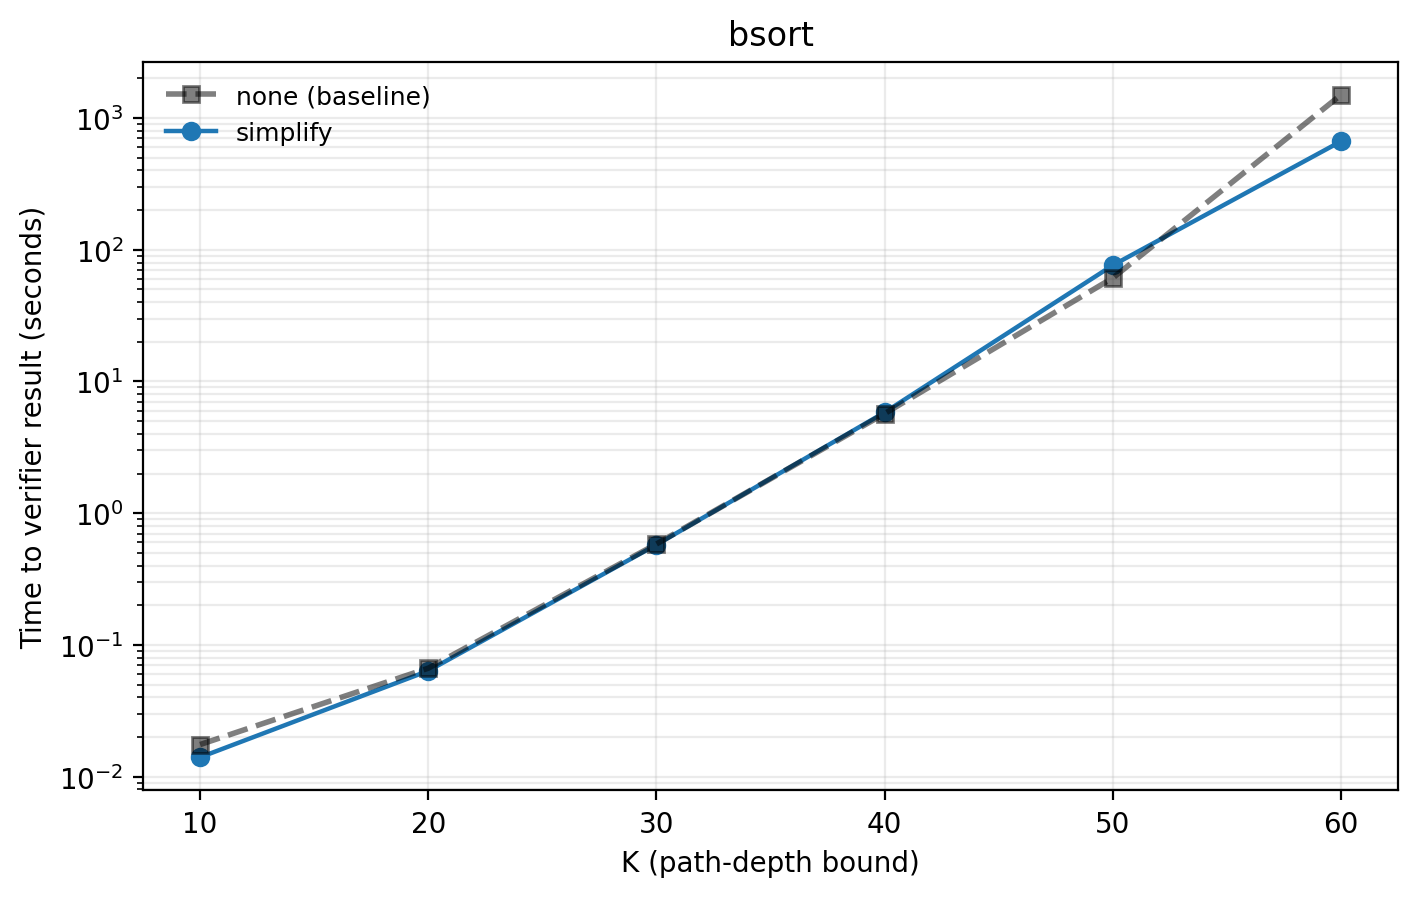 bsort
none (baseline)
simplify
Time to verifier result (seconds)
10³
10²
10¹
10⁰
10⁻¹
10⁻²
10 20 30 40 50 60
K (path-depth bound)